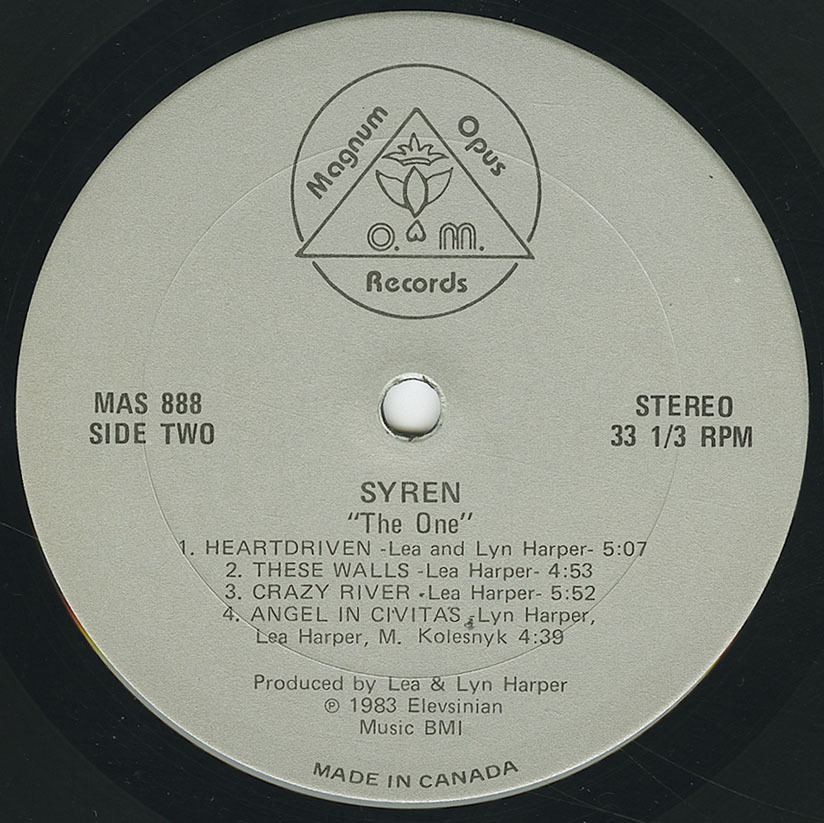 Magnum Opus
O. M.
Records
MAS 888
SIDE TWO
STEREO
33 1/3 RPM
SYREN
"The One"
1. HEARTDRIVEN -Lea and Lyn Harper- 5:07
2. THESE WALLS -Lea Harper- 4:53
3. CRAZY RIVER -Lea Harper- 5:52
4. ANGEL IN CIVITAS -Lyn Harper,
Lea Harper, M. Kolesnyk 4:39
Produced by Lea & Lyn Harper
℗ 1983 Elevsinian
Music BMI
MADE IN CANADA